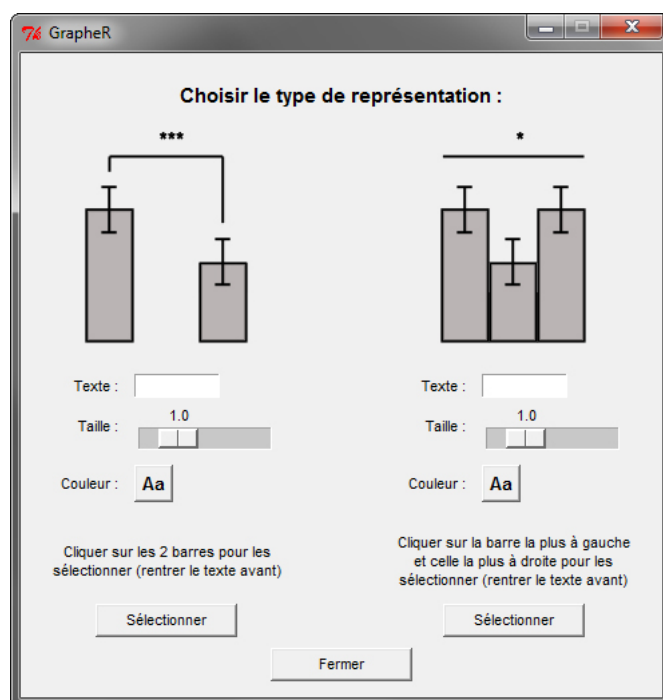 GrapheR
Choisir le type de représentation :
***
*
Texte :
Taille :
1.0
Couleur :
Aa
Cliquer sur les 2 barres pour les
sélectionner (rentrer le texte avant)
Sélectionner
Texte :
Taille :
1.0
Couleur :
Aa
Cliquer sur la barre la plus à gauche
et celle la plus à droite pour les
sélectionner (rentrer le texte avant)
Sélectionner
Fermer